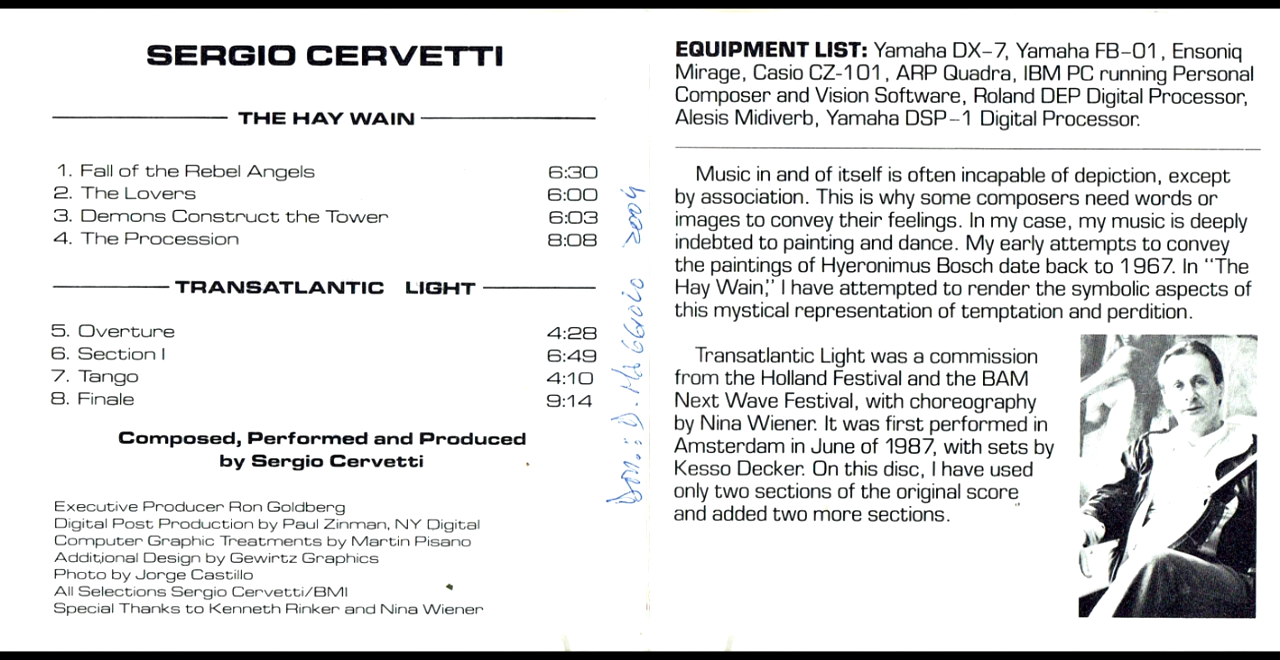 SERGIO CERVETTI
THE HAY WAIN
1. Fall of the Rebel Angels 6:30
2. The Lovers 6:00
3. Demons Construct the Tower 6:03
4. The Procession 8:08
TRANSATLANTIC LIGHT
5. Overture 4:28
6. Section I 6:49
7. Tango 4:10
8. Finale 9:14
Composed, Performed and Produced
by Sergio Cervetti
Executive Producer Ron Goldberg
Digital Post Production by Paul Zinman, NY Digital
Computer Graphic Treatments by Martin Pisano
Additional Design by Gewirtz Graphics
Photo by Jorge Castillo
All Selections Sergio Cervetti/BMI
Special Thanks to Kenneth Rinker and Nina Wiener
2004
EQUIPMENT LIST: Yamaha DX-7, Yamaha FB-01, Ensoniq
Mirage, Casio CZ-101, ARP Quadra, IBM PC running Personal
Composer and Vision Software, Roland DEP Digital Processor,
Alesis Midiverb, Yamaha DSP-1 Digital Processor.
Music in and of itself is often incapable of depiction, except
by association. This is why some composers need words or
images to convey their feelings. In my case, my music is deeply
indebted to painting and dance. My early attempts to convey
the paintings of Hyeronimus Bosch date back to 1967. In "The
Hay Wain," I have attempted to render the symbolic aspects of
this mystical representation of temptation and perdition.
Transatlantic Light was a commission
from the Holland Festival and the BAM
Next Wave Festival, with choreography
by Nina Wiener. It was first performed in
Amsterdam in June of 1987, with sets by
Kesso Decker. On this disc, I have used
only two sections of the original score
and added two more sections.